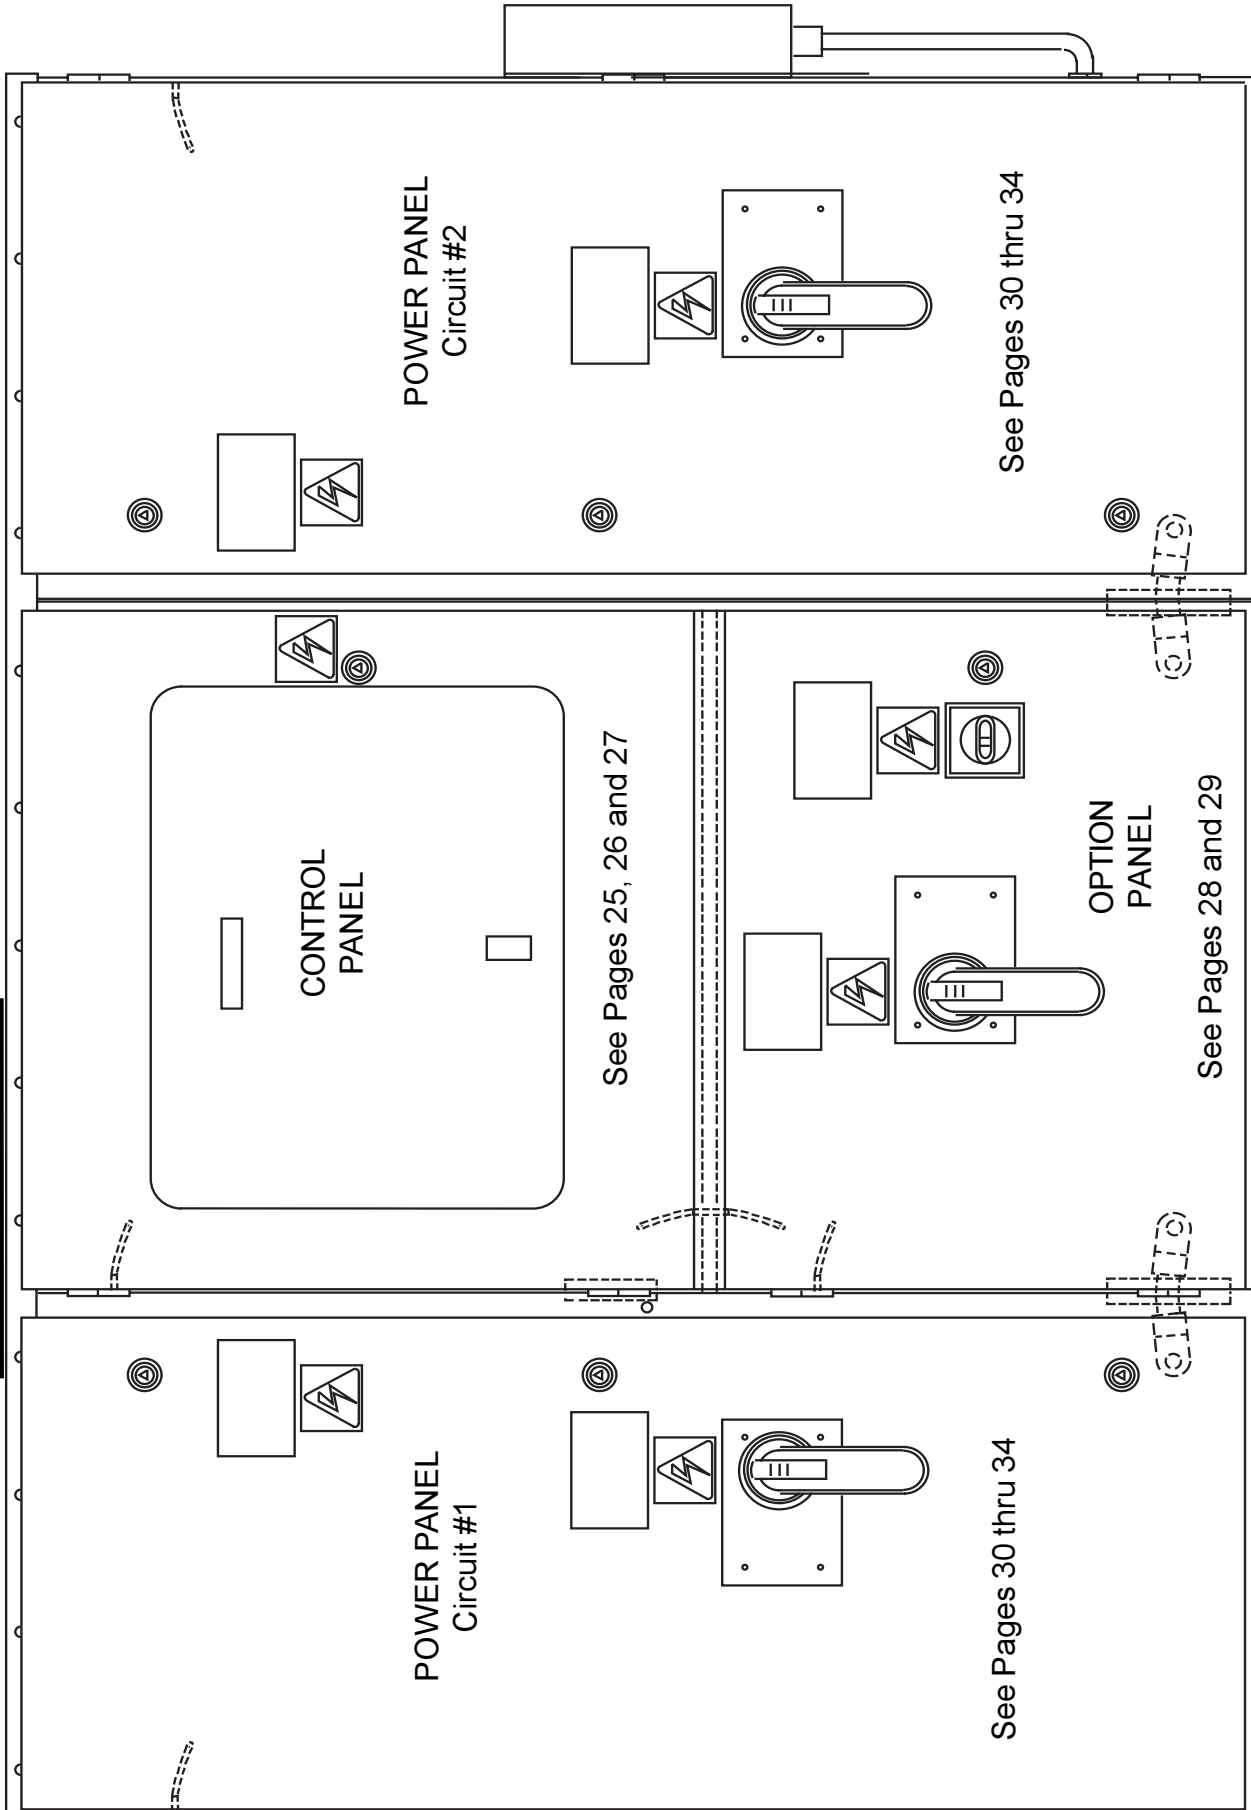 POWER PANEL
Circuit #1
See Pages 30 thru 34
CONTROL
PANEL
See Pages 25, 26 and 27
OPTION
PANEL
See Pages 28 and 29
POWER PANEL
Circuit #2
See Pages 30 thru 34